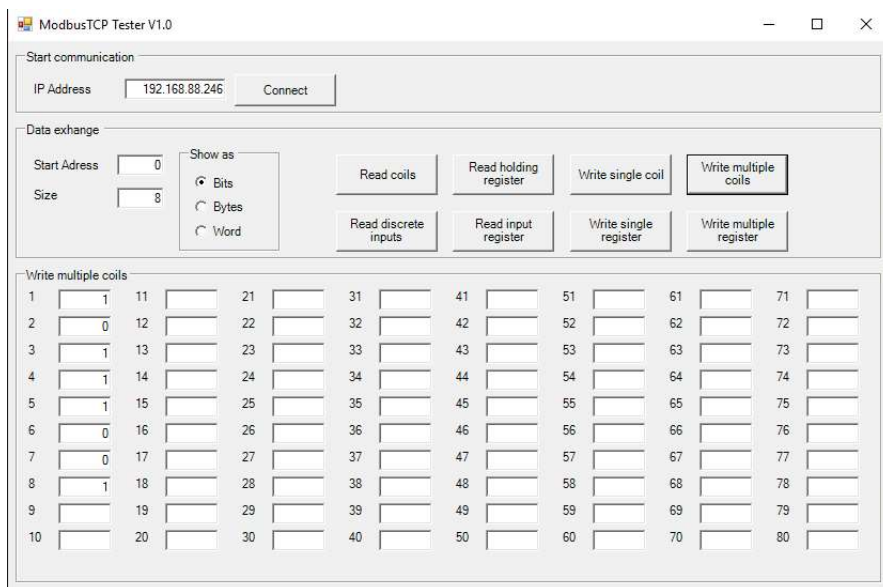 ModbusTCP Tester V1.0
Start communication
IP Address 192.168.88.246 Connect
Data exhange
Start Adress 0
Size 8
Show as
Bits
Bytes
Word
Read coils
Read holding
register
Write single coil
Write multiple
coils
Read discrete
inputs
Read input
register
Write single
register
Write multiple
register
Write multiple coils
1 1 11 21 31 41 51 61 71
2 0 12 22 32 42 52 62 72
3 1 13 23 33 43 53 63 73
4 1 14 24 34 44 54 64 74
5 1 15 25 35 45 55 65 75
6 0 16 26 36 46 56 66 76
7 0 17 27 37 47 57 67 77
8 1 18 28 38 48 58 68 78
9 19 29 39 49 59 69 79
10 20 30 40 50 60 70 80